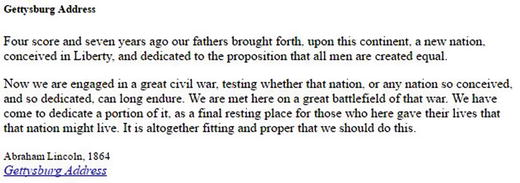 Gettysburg Address
Four score and seven years ago our fathers brought forth, upon this continent, a new nation,
conceived in Liberty, and dedicated to the proposition that all men are created equal.
Now we are engaged in a great civil war, testing whether that nation, or any nation so conceived,
and so dedicated, can long endure. We are met here on a great battlefield of that war. We have
come to dedicate a portion of it, as a final resting place for those who here gave their lives that
that nation might live. It is altogether fitting and proper that we should do this.
Abraham Lincoln, 1864
Gettysburg Address